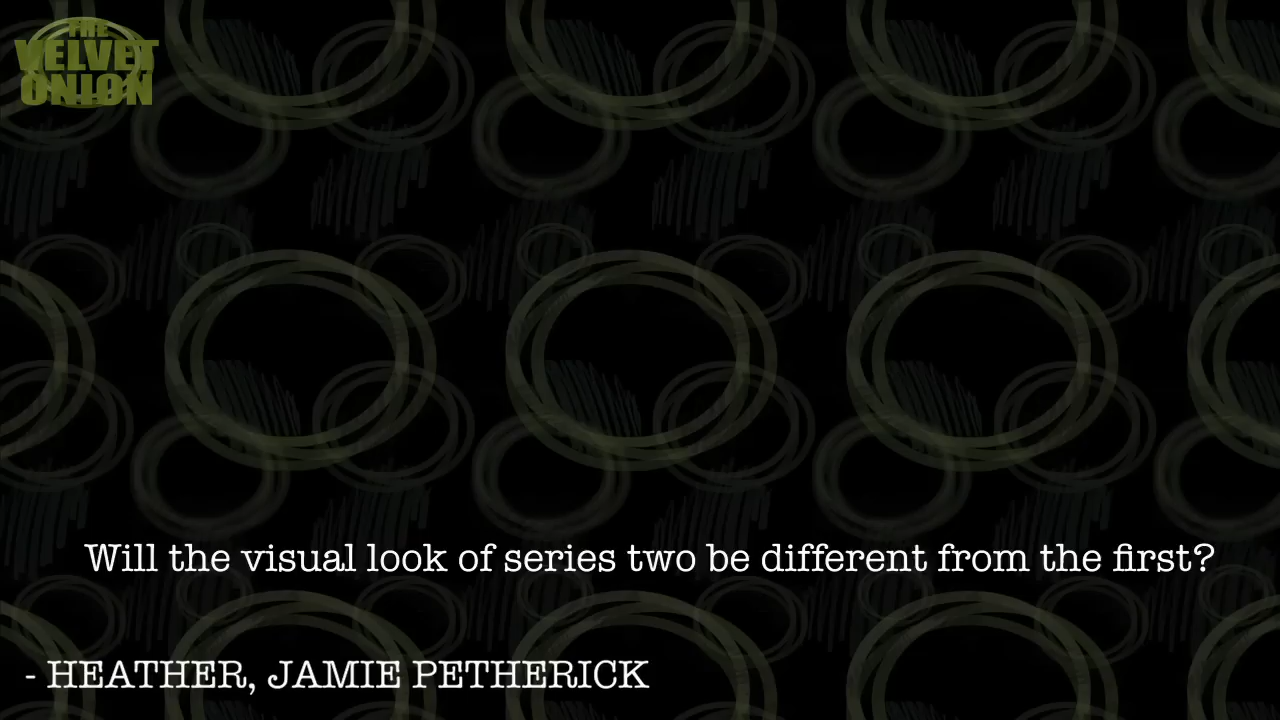 THE
VELVET
ONION
Will the visual look of series two be different from the first?
- HEATHER, JAMIE PETHERICK